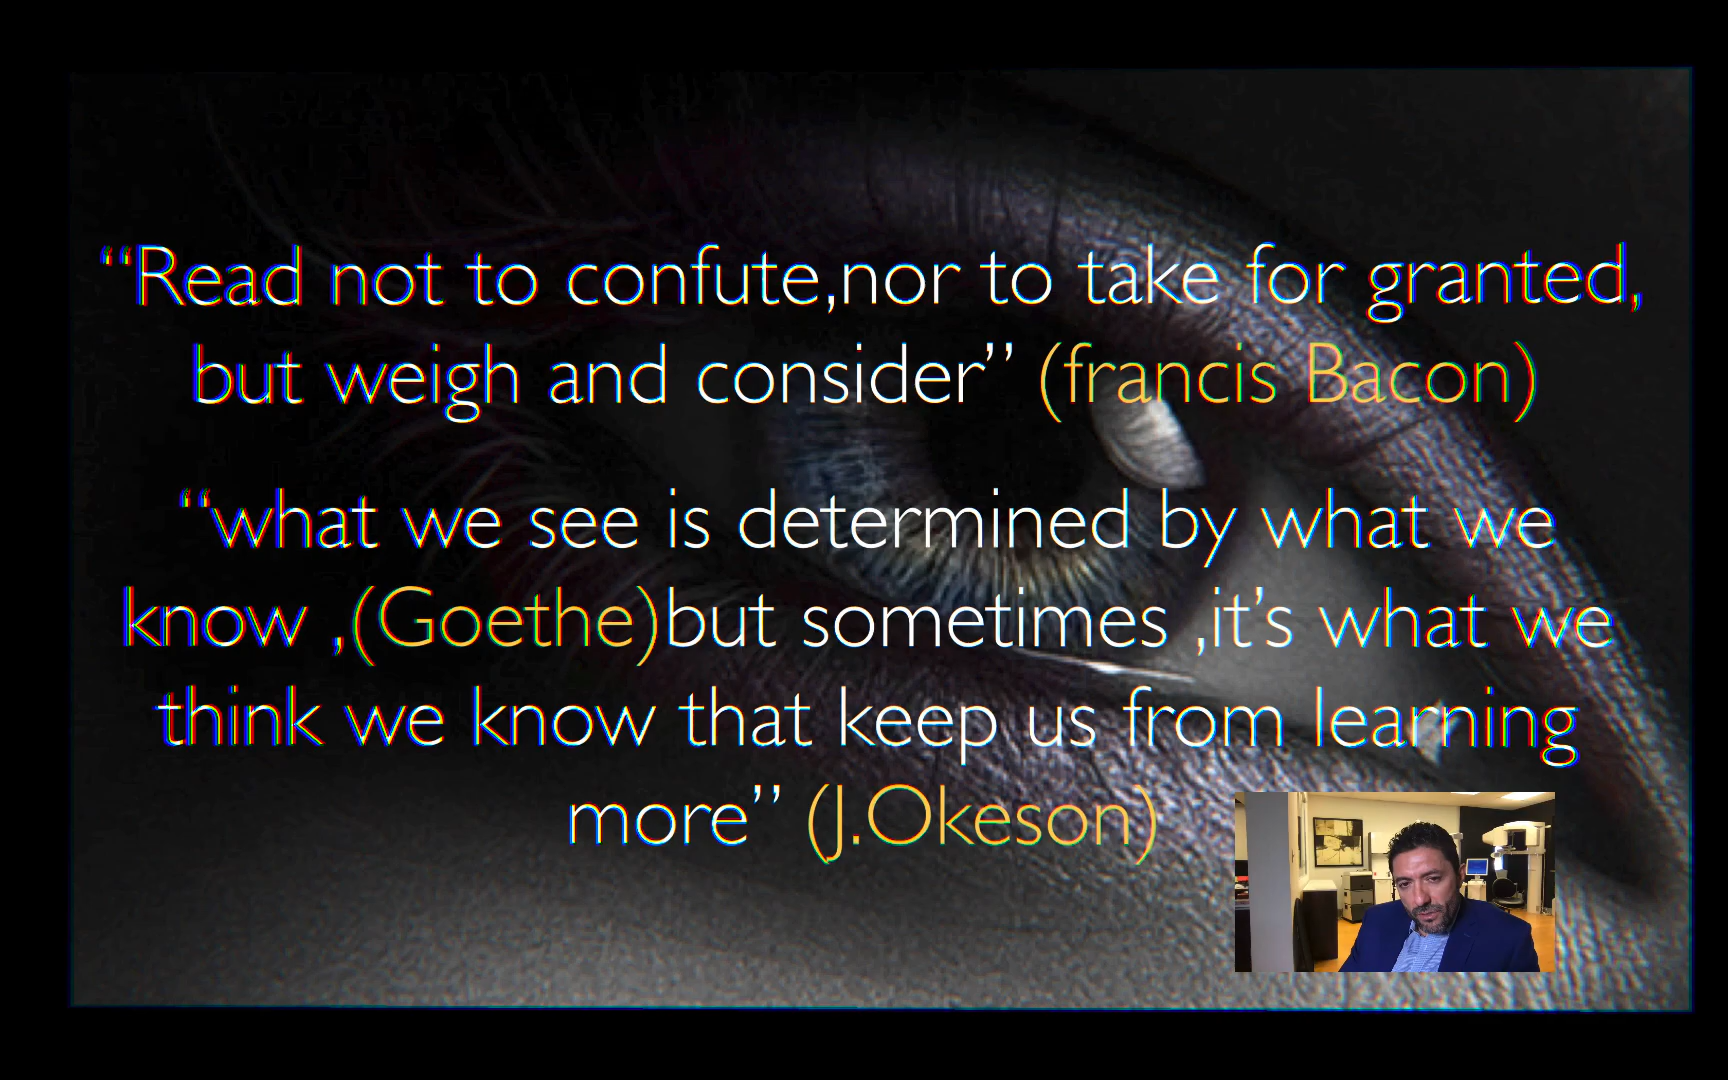 “Read not to confute,nor to take for granted,
but weigh and consider” (francis Bacon)
“what we see is determined by what we
know ,(Goethe)but sometimes ,it’s what we
think we know that keep us from learning
more” (J.Okeson)